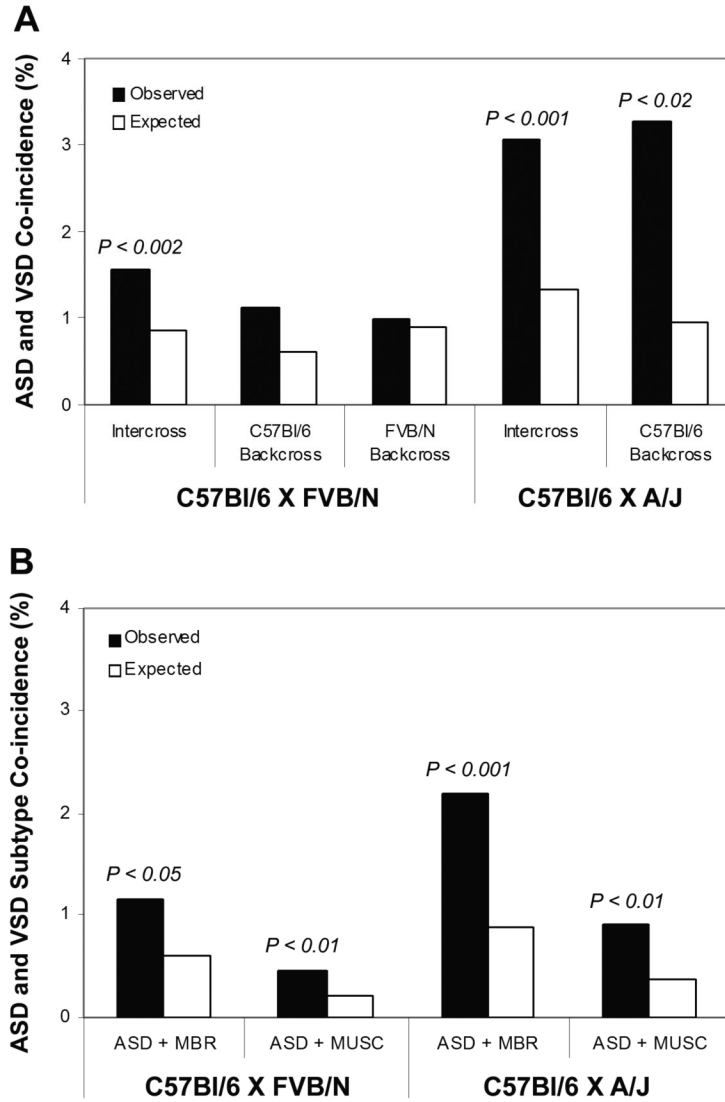 A
ASD and VSD Co-incidence (%)
4
3
2
1
0
Observed
Expected
P < 0.002
P < 0.001
P < 0.02
Intercross
C57Bl/6
Backcross
FVB/N
Backcross
Intercross
C57Bl/6
Backcross
C57Bl/6 X FVB/N
C57Bl/6 X A/J
B
ASD and VSD Subtype Co-incidence (%)
4
3
2
1
0
Observed
Expected
P < 0.05
P < 0.01
P < 0.001
P < 0.01
ASD + MBR
ASD + MUSC
ASD + MBR
ASD + MUSC
C57Bl/6 X FVB/N
C57Bl/6 X A/J